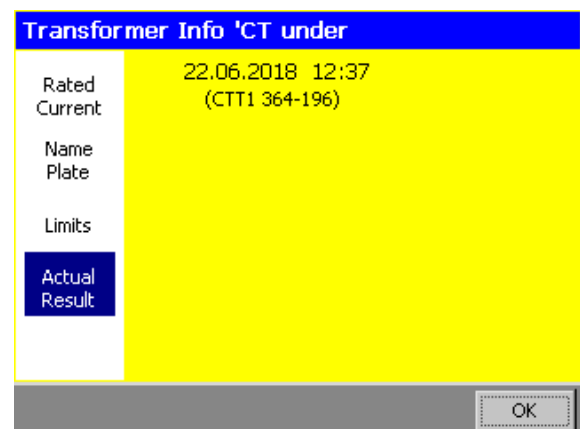 Transformer Info 'CT under
Rated
Current
Name
Plate
Limits
Actual
Result
22.06.2018 12:37
(CTT1 364-196)
OK